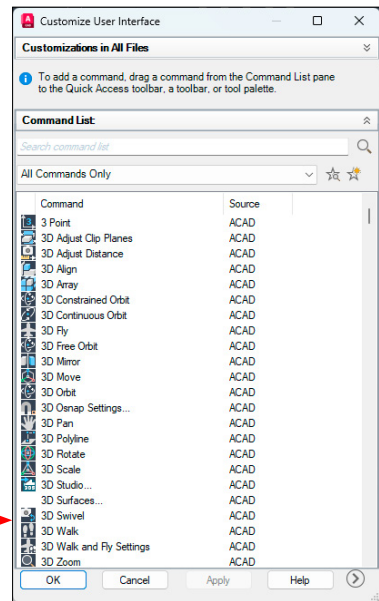 Customize User Interface
Customizations in All Files
To add a command, drag a command from the Command List pane
to the Quick Access toolbar, a toolbar, or tool palette.
Command List:
Search command list
All Commands Only
Command Source
3 Point ACAD
3D Adjust Clip Planes ACAD
3D Adjust Distance ACAD
3D Align ACAD
3D Array ACAD
3D Constrained Orbit ACAD
3D Continuous Orbit ACAD
3D Fly ACAD
3D Free Orbit ACAD
3D Mirror ACAD
3D Move ACAD
3D Orbit ACAD
3D Osnap Settings... ACAD
3D Pan ACAD
3D Polyline ACAD
3D Rotate ACAD
3D Scale ACAD
3D Studio... ACAD
3D Surfaces... ACAD
3D Swivel ACAD
3D Walk ACAD
3D Walk and Fly Settings ACAD
3D Zoom ACAD
OK Cancel Apply Help